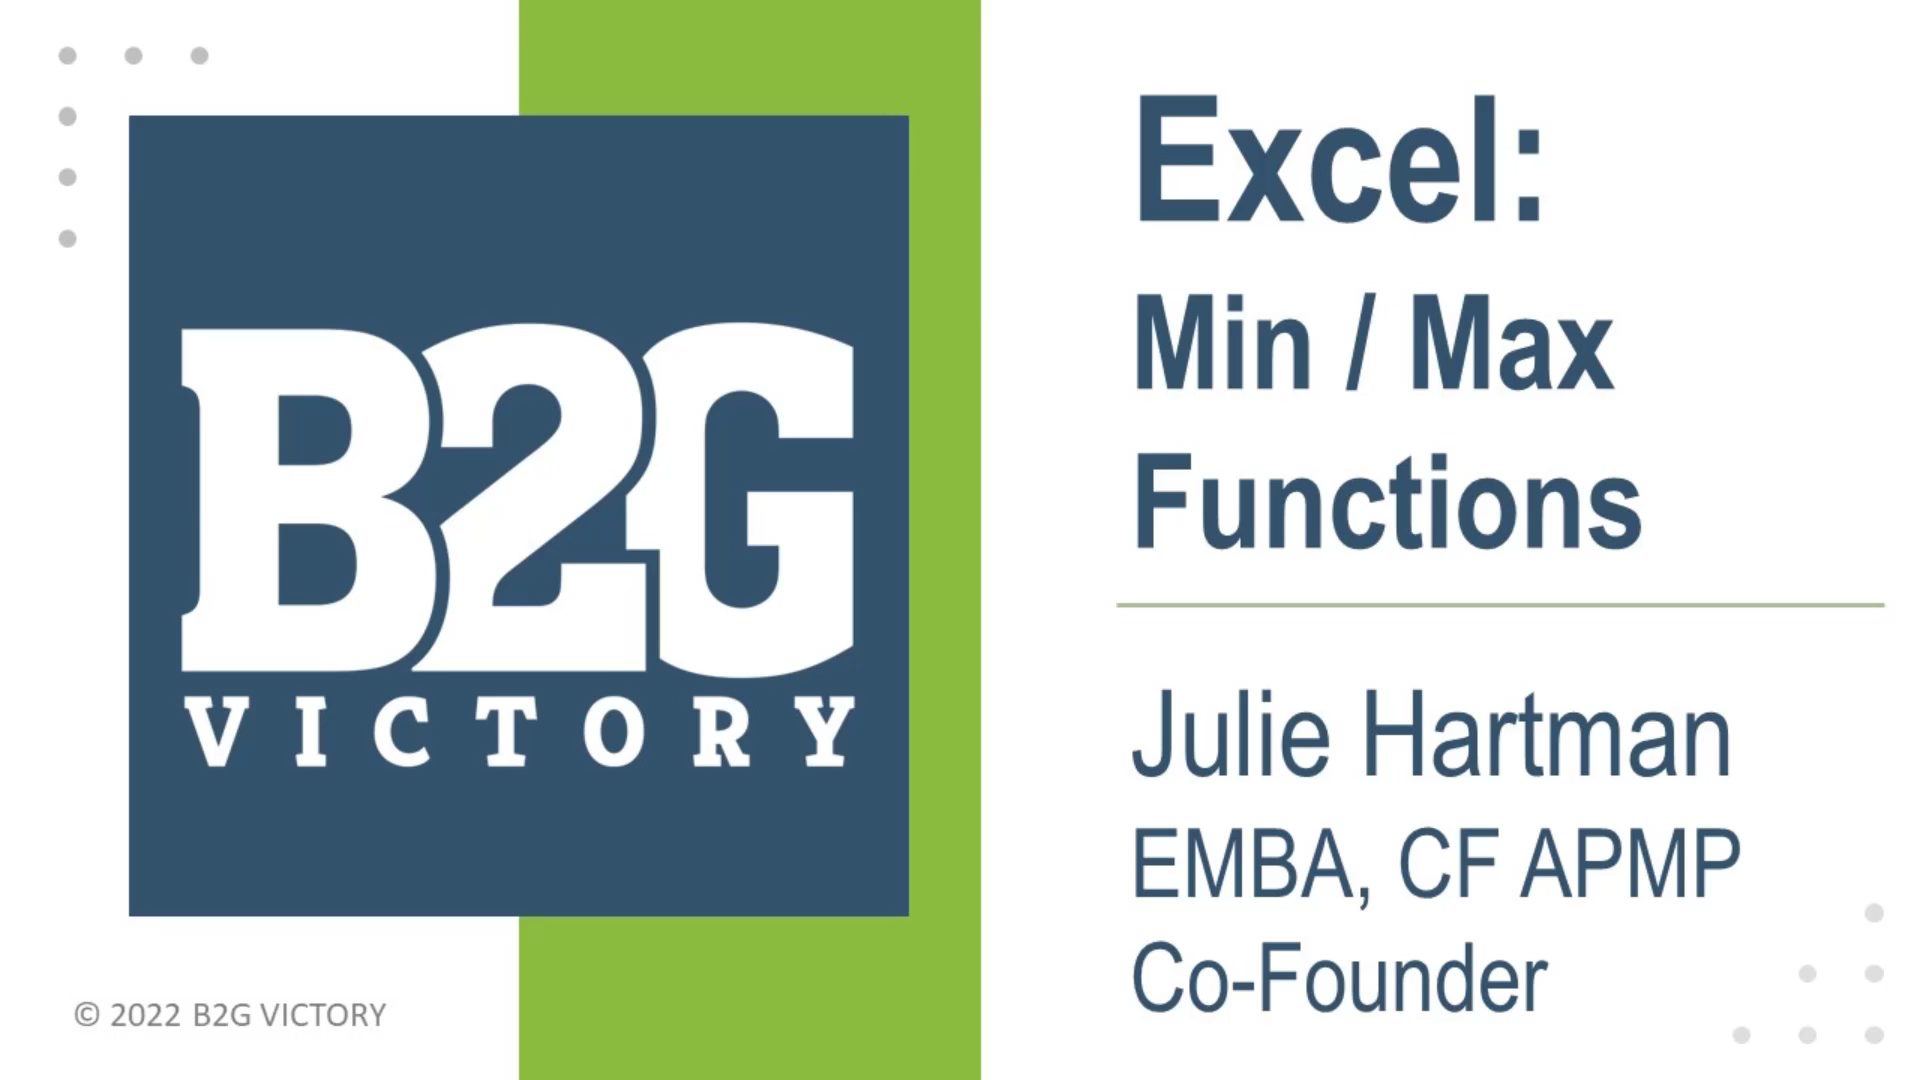 B2G
VICTORY
© 2022 B2G VICTORY
Excel:
Min / Max
Functions
Julie Hartman
EMBA, CF APMP
Co-Founder